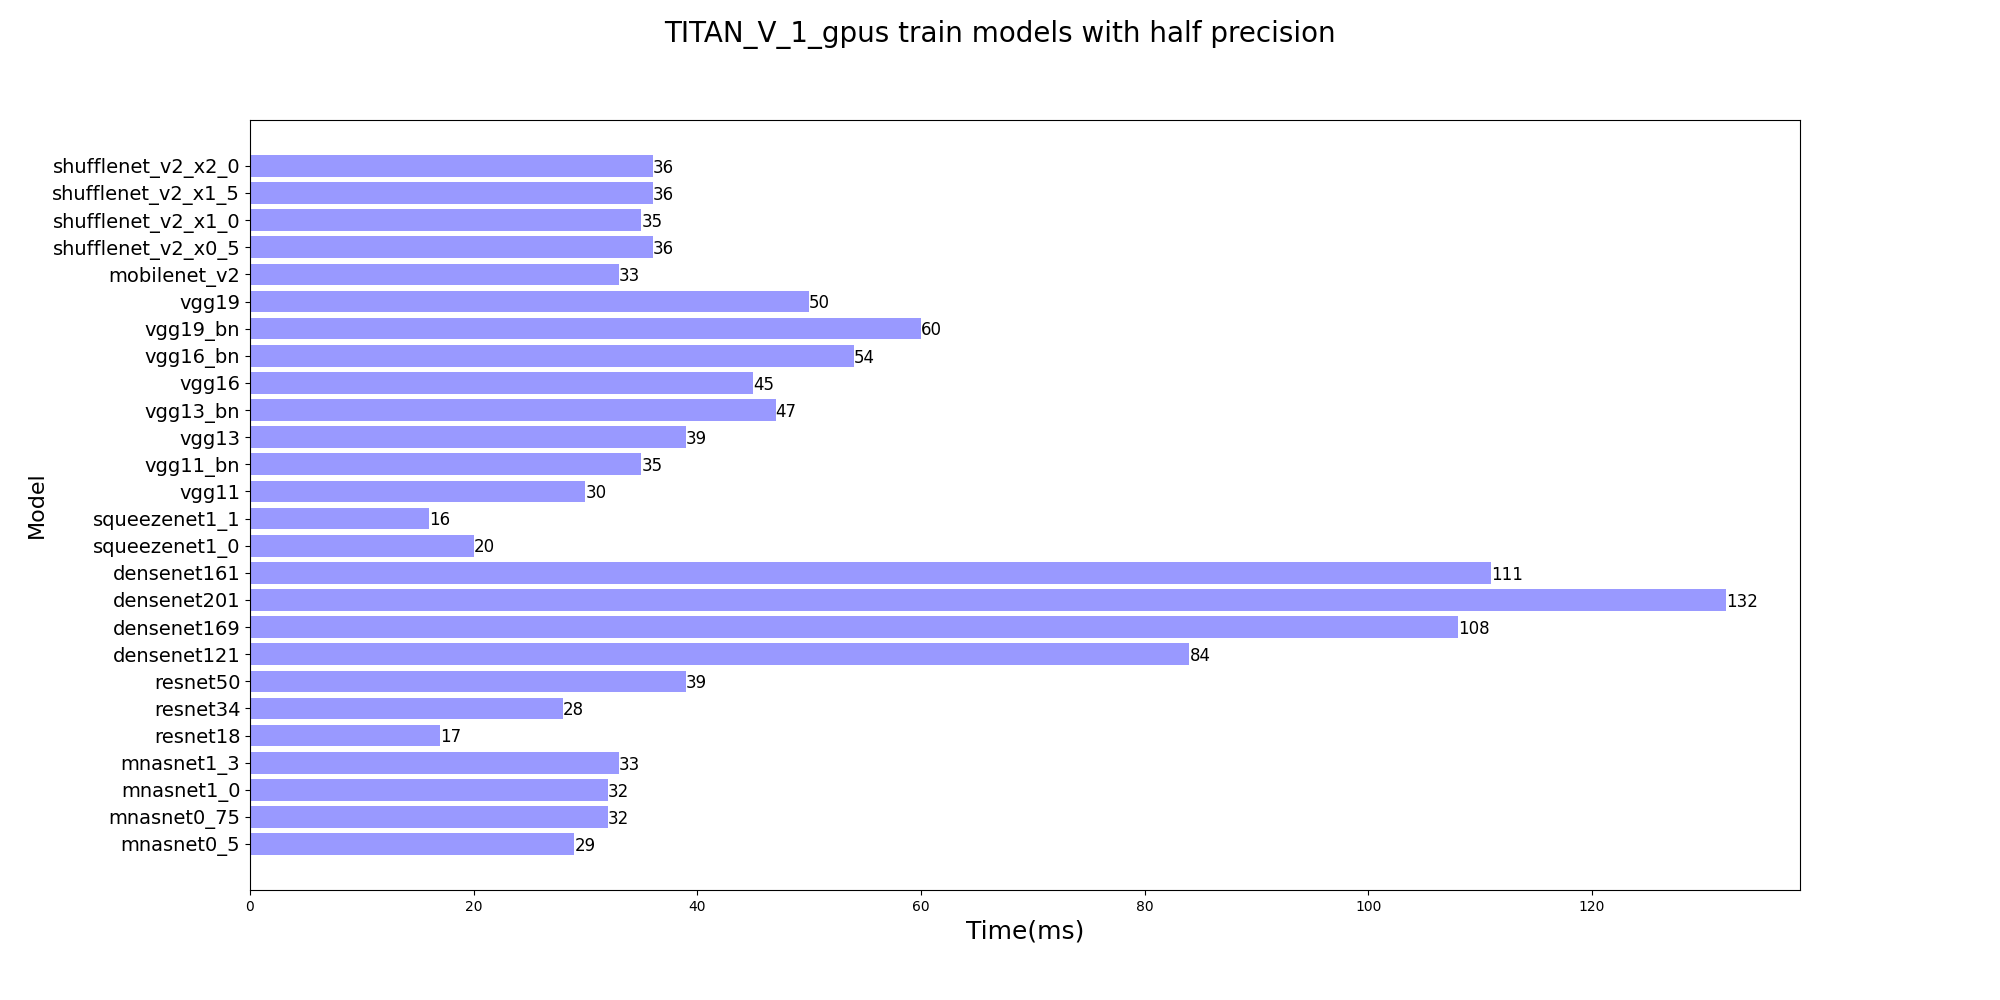 TITAN_V_1_gpus train models with half precision
shufflenet_v2_x2_0 36
shufflenet_v2_x1_5 36
shufflenet_v2_x1_0 35
shufflenet_v2_x0_5 36
mobilenet_v2 33
vgg19 50
vgg19_bn 60
vgg16_bn 54
vgg16 45
vgg13_bn 47
vgg13 39
vgg11_bn 35
vgg11 30
squeezenet1_1 16
squeezenet1_0 20
densenet161 111
densenet201 132
densenet169 108
densenet121 84
resnet50 39
resnet34 28
resnet18 17
mnasnet1_3 33
mnasnet1_0 32
mnasnet0_75 32
mnasnet0_5 29
Model
0 20 40 60 80 100 120
Time(ms)